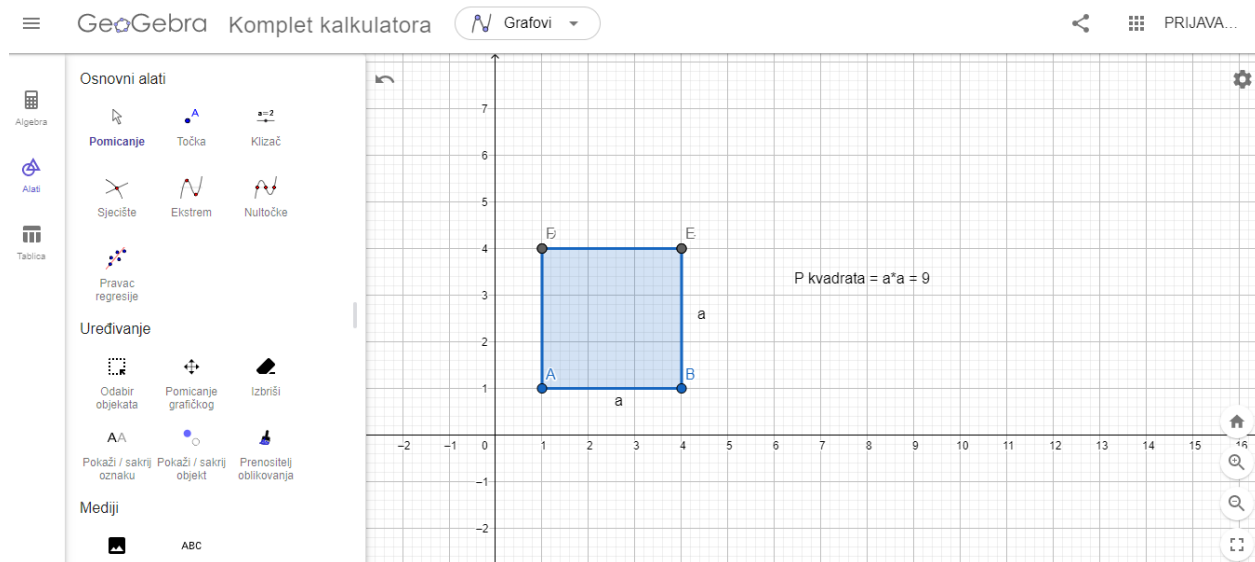 GeoGebra Komplet kalkulatora
Grafovi
PRIJAVA...
Algebra
Alati
Tablica
Osnovni alati
Pomicanje
A
Točka
a=2
Klizač
Sjecište
Ekstrem
Nultočke
Pravac
regresije
Uređivanje
Odabir
objekata
Pomicanje
grafičkog
Izbriši
AA
Pokaži / sakrij
oznaku
Pokaži / sakrij
objekt
Prenositelj
oblikovanja
Mediji
ABC
7
6
5
4
3
2
1
–1
–2
–2 –1 0 1 2 3 4 5 6 7 8 9 10 11 12 13 14 15 16
A
B
a
a
P kvadrata = a*a = 9